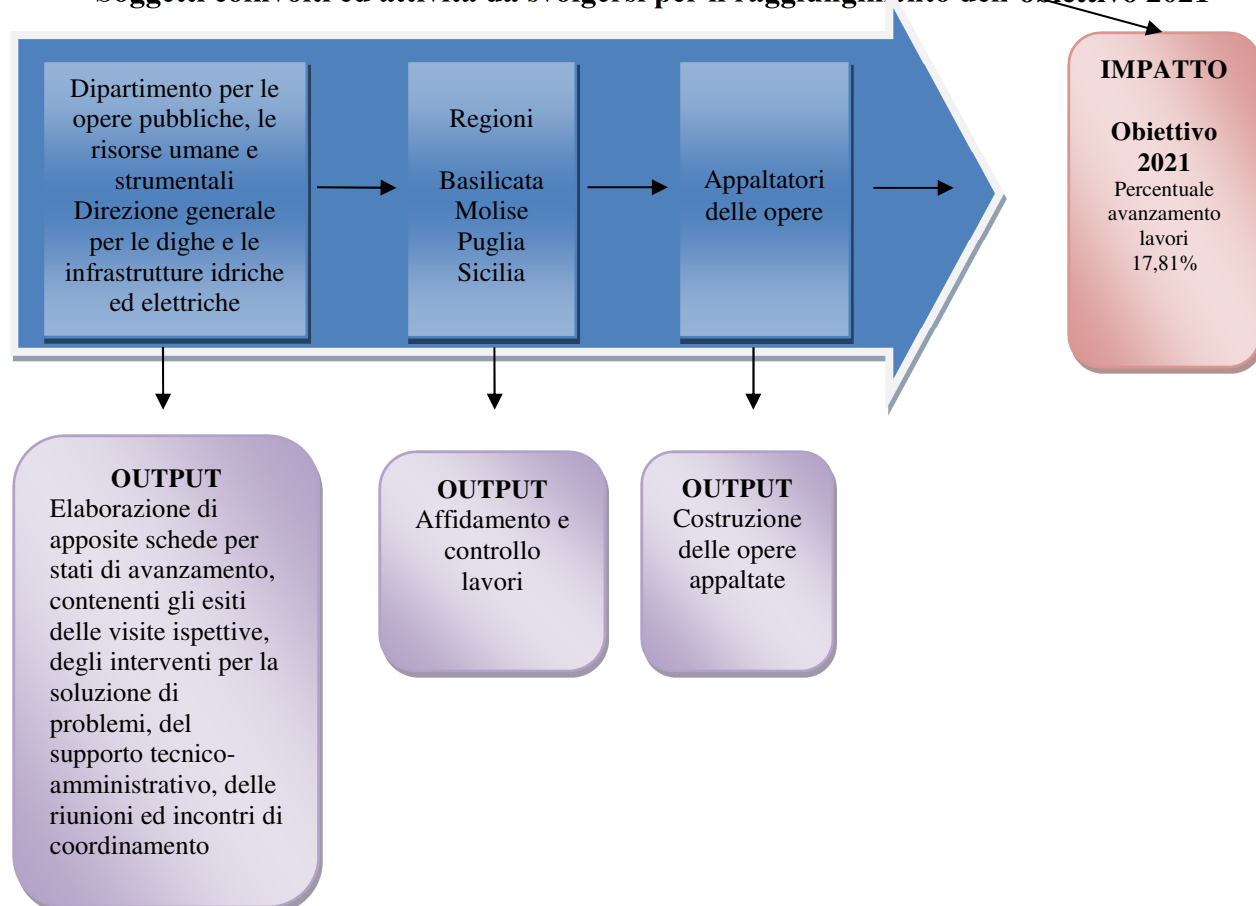 Dipartimento per le
opere pubbliche, le
risorse umane e
strumentali
Direzione generale
per le dighe e le
infrastrutture idriche
ed elettriche
Regioni
Basilicata
Molise
Puglia
Sicilia
Appaltatori
delle opere
IMPATTO
Obiettivo
2021
Percentuale
avanzamento
lavori
17,81%
OUTPUT
Elaborazione di
apposite schede per
stati di avanzamento,
contenenti gli esiti
delle visite ispettive,
degli interventi per la
soluzione di
problemi, del
supporto tecnico-
amministrativo, delle
riunioni ed incontri di
coordinamento
OUTPUT
Affidamento e
controllo
lavori
OUTPUT
Costruzione
delle opere
appaltate